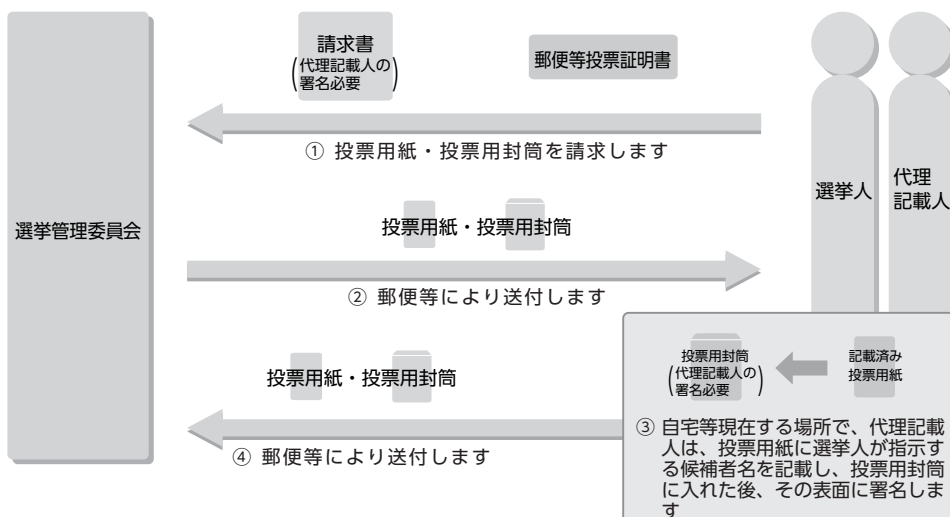 請求書
(代理記載人の
署名必要)
郵便等投票証明書
① 投票用紙・投票用封筒を請求します
選挙管理委員会
選挙人
代理
記載人
投票用紙・投票用封筒
② 郵便等により送付します
投票用紙・投票用封筒
④ 郵便等により送付します
投票用封筒
(代理記載人の
署名必要)
記載済み
投票用紙
③ 自宅等現在する場所で、代理記載
人は、投票用紙に選挙人が指示す
る候補者名を記載し、投票用封筒
に入れた後、その表面に署名しま
す